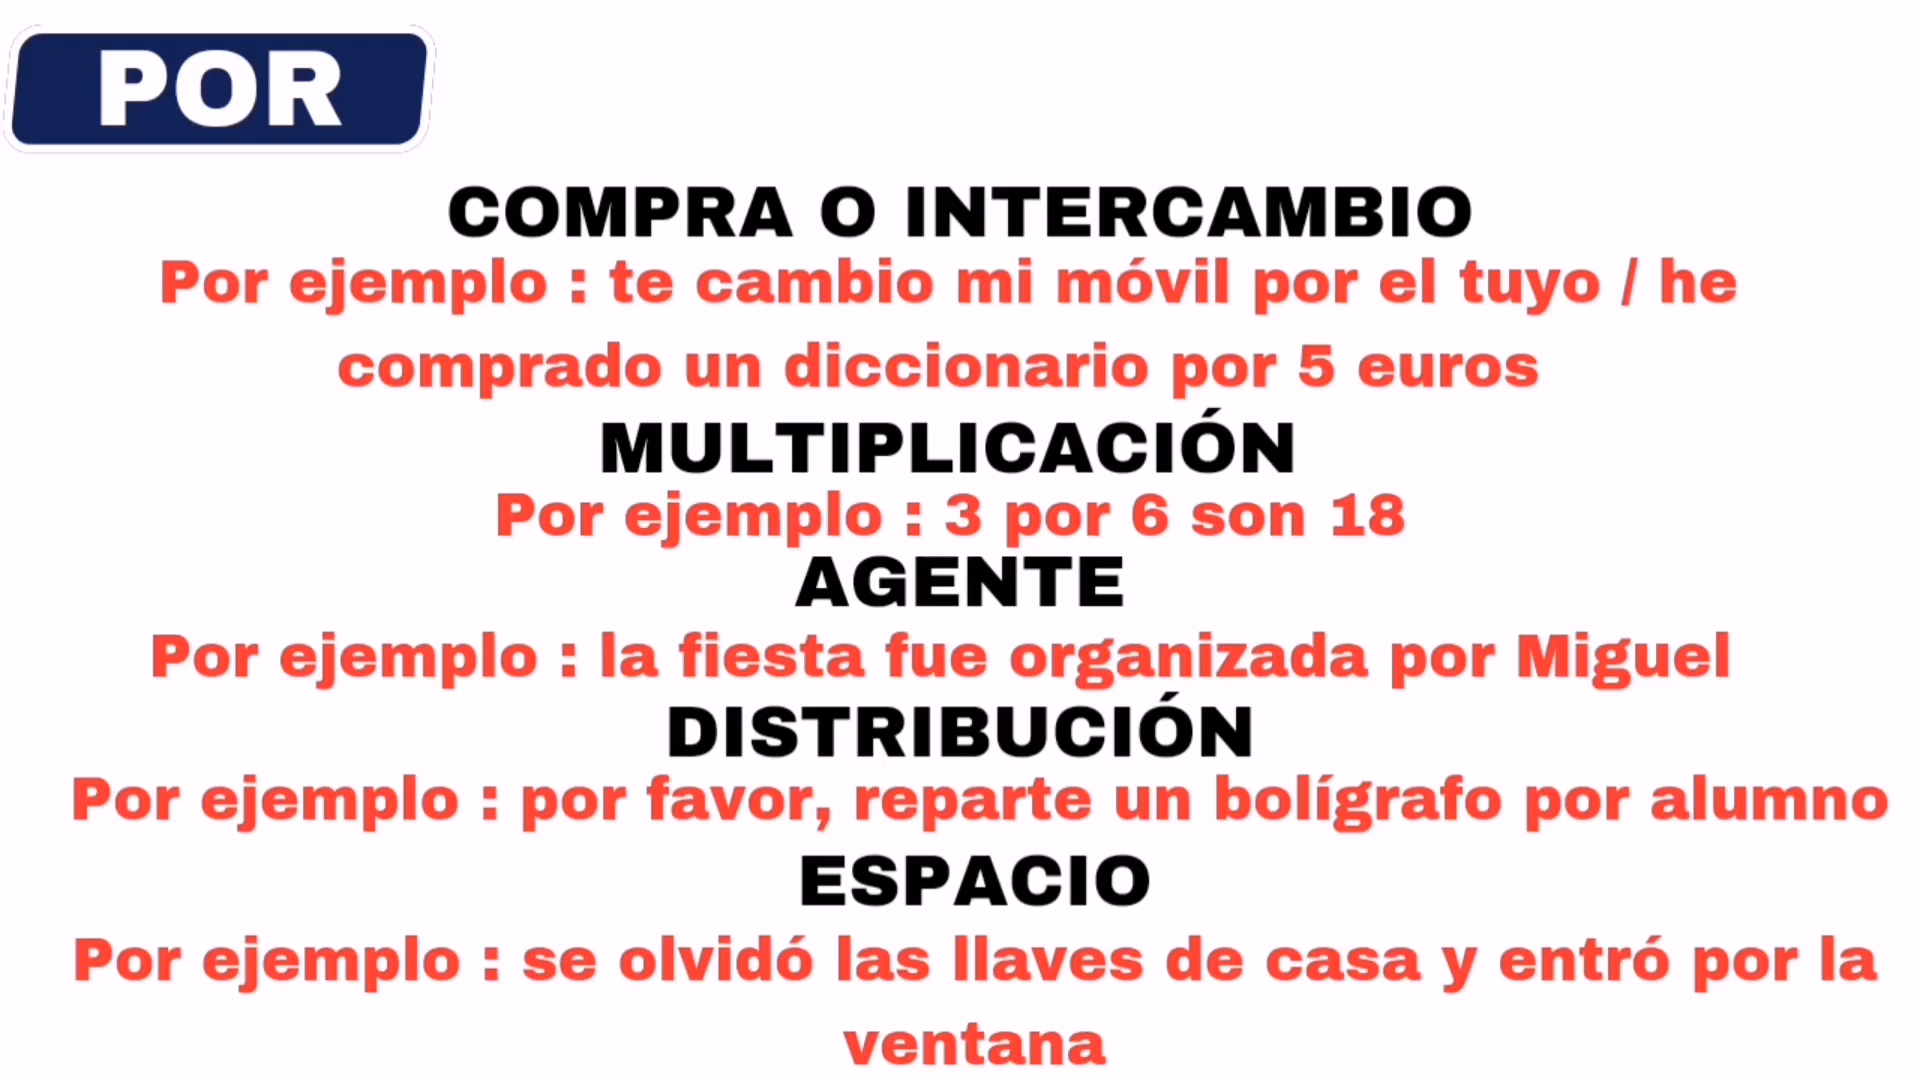 POR
COMPRA O INTERCAMBIO
Por ejemplo : te cambio mi móvil por el tuyo / he
comprado un diccionario por 5 euros
MULTIPLICACIÓN
Por ejemplo : 3 por 6 son 18
AGENTE
Por ejemplo : la fiesta fue organizada por Miguel
DISTRIBUCIÓN
Por ejemplo : por favor, reparte un bolígrafo por alumno
ESPACIO
Por ejemplo : se olvidó las llaves de casa y entró por la
ventana